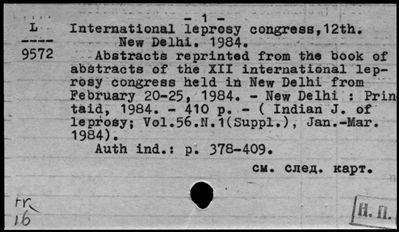 - 1 -
L
International leprosy congress,12th.
----
New Delhi. 1984.
9572
Abstracts reprinted from the book of
abstracts of the XII international lep-
rosy congress held in New Delhi from
February 20-25, 1984. - New Delhi : Prin
taid, 1984. - 410 p. - ( Indian J. of
leprosy; Vol.56.N.1(Suppl.), Jan.-Mar.
1984).
Auth ind.: p. 378-409.
см. след. карт.
16
Н. П.